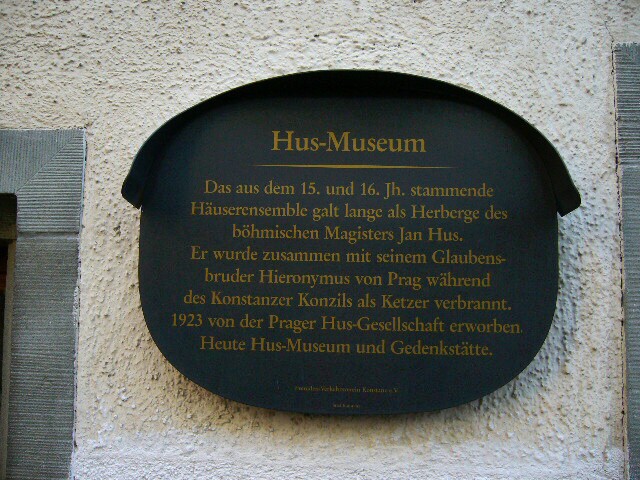 Hus-Museum
Das aus dem 15. und 16. Jh. stammende
Häuserensemble galt lange als Herberge des
böhmischen Magisters Jan Hus.
Er wurde zusammen mit seinem Glaubens-
bruder Hieronymus von Prag während
des Konstanzer Konzils als Ketzer verbrannt.
1923 von der Prager Hus-Gesellschaft erworben.
Heute Hus-Museum und Gedenkstätte.